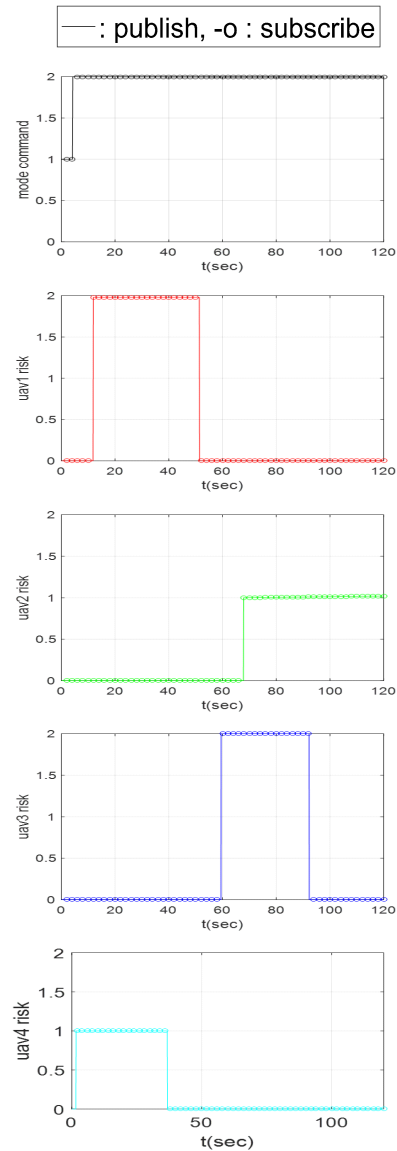 —: publish, -o : subscribe
2
1.5
1
0.5
0
mode command
0 20 40 60 80 100 120
t(sec)
2
1.5
1
0.5
0
uav1 risk
0 20 40 60 80 100 120
t(sec)
2
1.5
1
0.5
0
uav2 risk
0 20 40 60 80 100 120
t(sec)
2
1.5
1
0.5
0
uav3 risk
0 20 40 60 80 100 120
t(sec)
2
1.5
1
0.5
0
uav4 risk
0 50 100
t(sec)